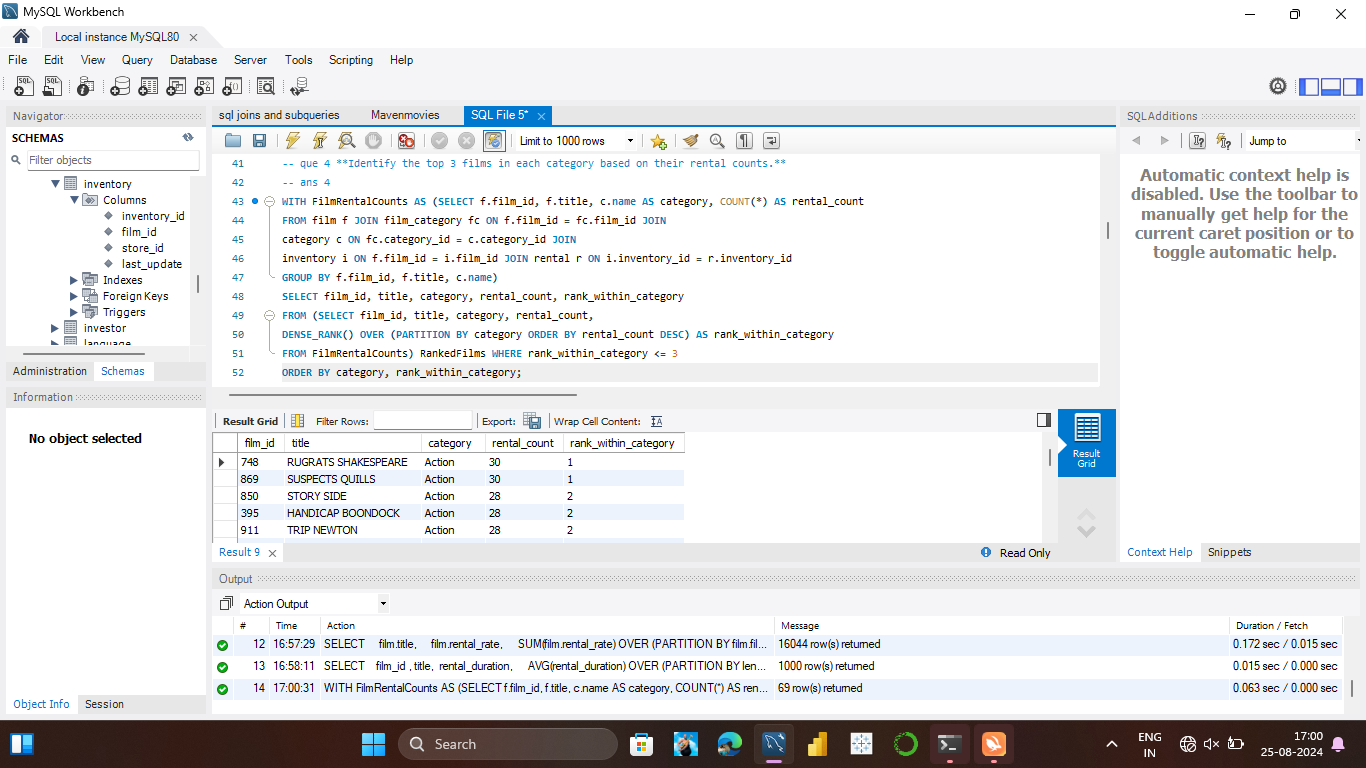 MySQL Workbench
Local instance MySQL80
File Edit View Query Database Server Tools Scripting Help
Navigator
SCHEMAS
Filter objects
inventory
Columns
inventory_id
film_id
store_id
last_update
Indexes
Foreign Keys
Triggers
investor
language
Administration Schemas
Information
No object selected
Object Info Session
sql joins and subqueries Mavenmovies SQL File 5*
Limit to 1000 rows
41 -- que 4 **Identify the top 3 films in each category based on their rental counts.**
42 -- ans 4
43 WITH FilmRentalCounts AS (SELECT f.film_id, f.title, c.name AS category, COUNT(*) AS rental_count
44 FROM film f JOIN film_category fc ON f.film_id = fc.film_id JOIN
45 category c ON fc.category_id = c.category_id JOIN
46 inventory i ON f.film_id = i.film_id JOIN rental r ON i.inventory_id = r.inventory_id
47 GROUP BY f.film_id, f.title, c.name)
48 SELECT film_id, title, category, rental_count, rank_within_category
49 FROM (SELECT film_id, title, category, rental_count,
50 DENSE_RANK() OVER (PARTITION BY category ORDER BY rental_count DESC) AS rank_within_category
51 FROM FilmRentalCounts) RankedFilms WHERE rank_within_category <= 3
52 ORDER BY category, rank_within_category;
Result Grid Filter Rows: Export: Wrap Cell Content:
film_id title category rental_count rank_within_category
748 RUGRATS SHAKESPEARE Action 30 1
869 SUSPECTS QUILLS Action 30 1
850 STORY SIDE Action 28 2
395 HANDICAP BOONDOCK Action 28 2
911 TRIP NEWTON Action 28 2
Result Grid
Result 9 Read Only
SQLAdditions
Jump to
Automatic context help is
disabled. Use the toolbar to
manually get help for the
current caret position or to
toggle automatic help.
Context Help Snippets
Output
Action Output
# Time Action Message Duration / Fetch
12 16:57:29 SELECT film.title, film.rental_rate, SUM(film.rental_rate) OVER (PARTITION BY film.fil... 16044 row(s) returned 0.172 sec / 0.015 sec
13 16:58:11 SELECT film_id , title, rental_duration, AVG(rental_duration) OVER (PARTITION BY len... 1000 row(s) returned 0.015 sec / 0.000 sec
14 17:00:31 WITH FilmRentalCounts AS (SELECT f.film_id, f.title, c.name AS category, COUNT(*) AS ren... 69 row(s) returned 0.063 sec / 0.000 sec
Search
ENG
IN
17:00
25-08-2024